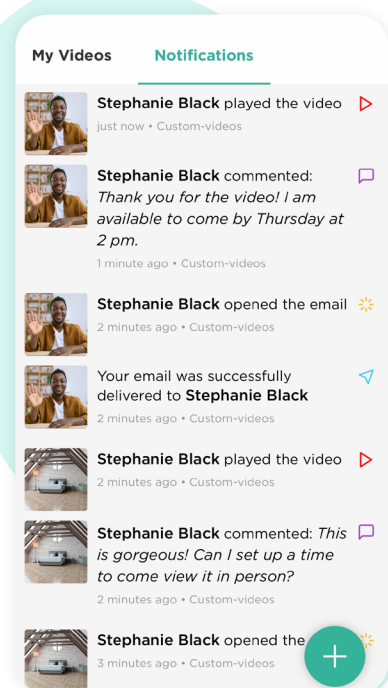 My Videos
Notifications
Stephanie Black played the video
just now • Custom-videos
Stephanie Black commented:
Thank you for the video! I am
available to come by Thursday at
2 pm.
1 minute ago • Custom-videos
Stephanie Black opened the email
2 minutes ago • Custom-videos
Your email was successfully
delivered to Stephanie Black
2 minutes ago • Custom-videos
Stephanie Black played the video
2 minutes ago • Custom-videos
Stephanie Black commented: This
is gorgeous! Can I set up a time
to come view it in person?
2 minutes ago • Custom-videos
Stephanie Black opened the
3 minutes ago • Custom-videos